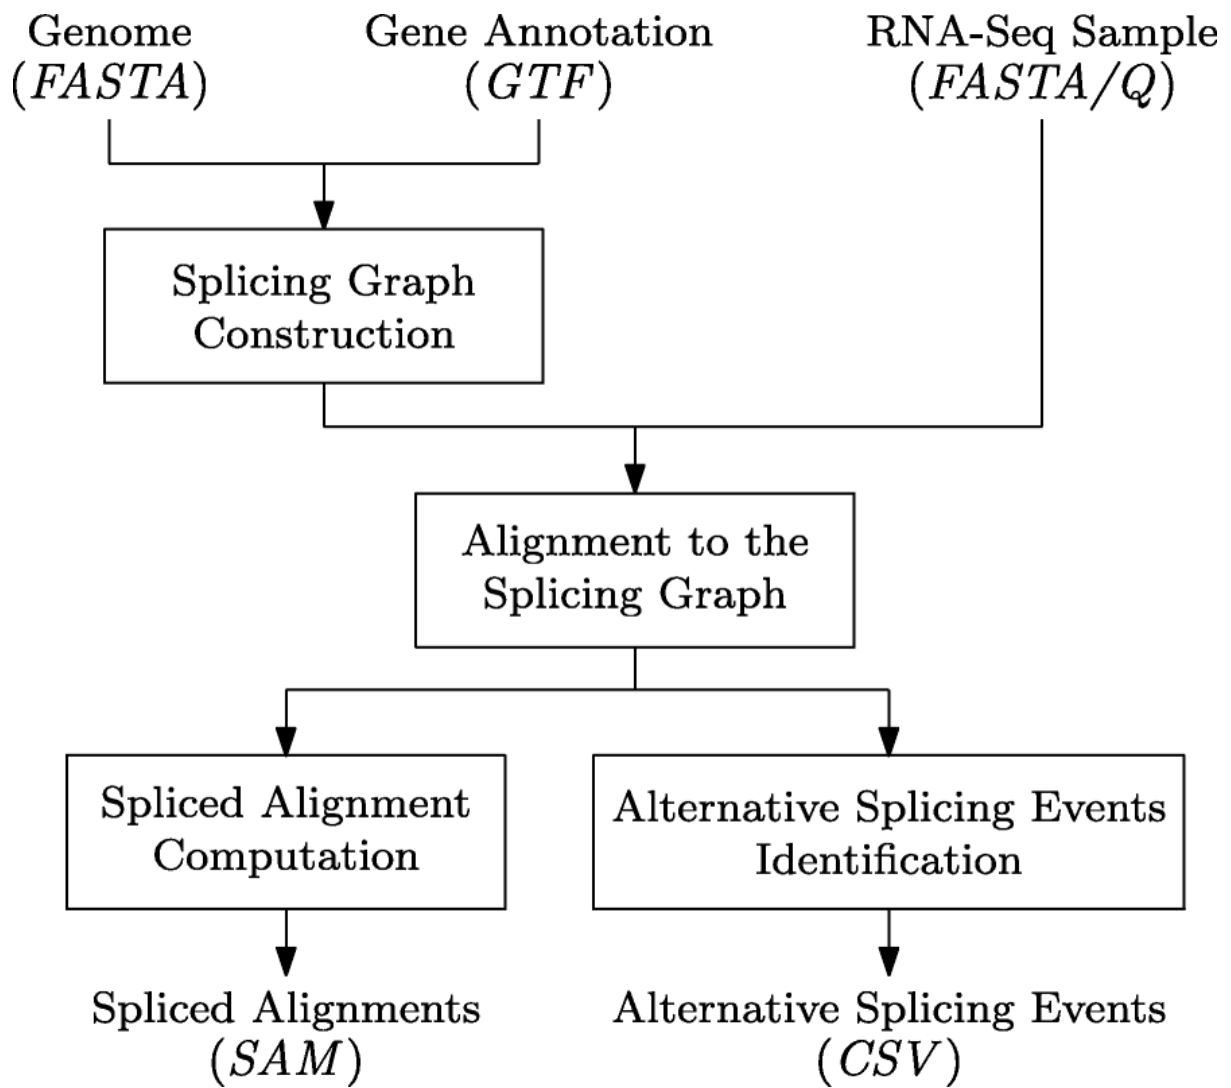 Genome
(FASTA)
Gene Annotation
(GTF)
RNA-Seq Sample
(FASTA/Q)
Splicing Graph
Construction
Alignment to the
Splicing Graph
Spliced Alignment
Computation
Alternative Splicing Events
Identification
Spliced Alignments
(SAM)
Alternative Splicing Events
(CSV)